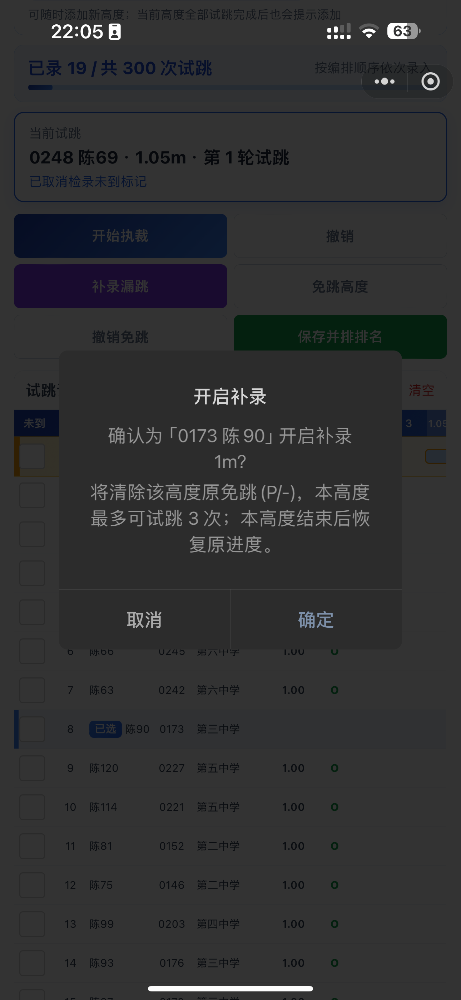 可随时添加新高度；当前高度全部试跳完成后也会提示添加
22:05
63
已录 19 / 共 300 次试跳
按编排顺序依次录入
当前试跳
0248 陈69 · 1.05m · 第 1 轮试跳
已取消检录未到标记
开始执裁
撤销
补录漏跳
免跳高度
撤销免跳
保存并排排名
试跳
清空
未到
3 1.05
开启补录
确认为「0173 陈90」开启补录
1m?
将清除该高度原免跳(P/-)，本高度
最多可试跳 3 次；本高度结束后恢
复原进度。
取消
确定
6 陈66 0245 第六中学 1.00 O
7 陈63 0242 第六中学 1.00 O
8 已选 陈90 0173 第三中学
9 陈120 0227 第五中学 1.00 O
10 陈114 0221 第五中学 1.00 O
11 陈81 0152 第二中学 1.00 O
12 陈75 0146 第二中学 1.00 O
13 陈99 0203 第四中学 1.00 O
14 陈93 0176 第三中学 1.00 O